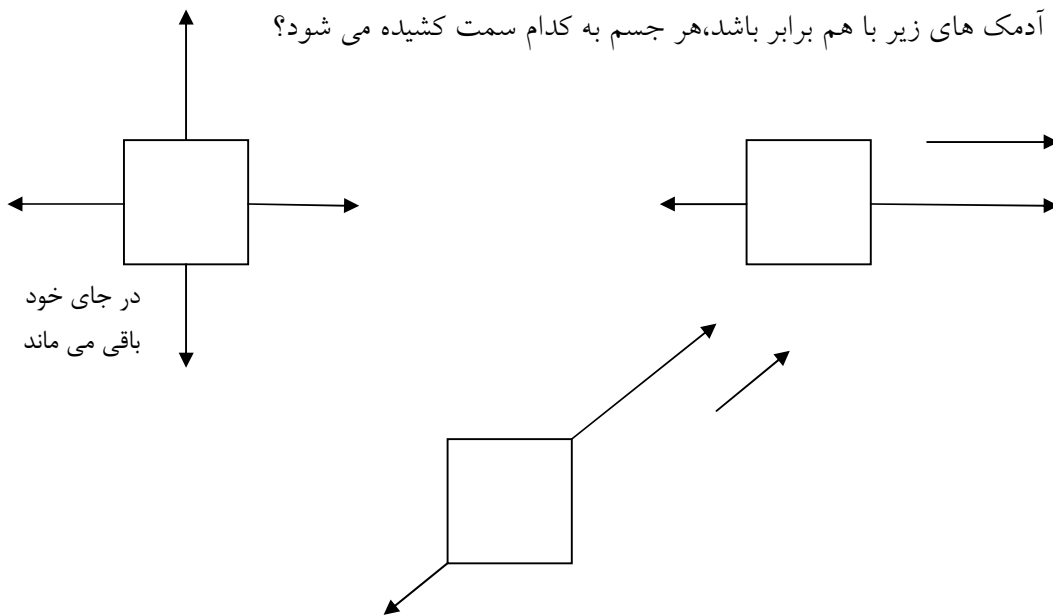 آدمک های زیر با هم برابر باشد،هر جسم به کدام سمت کشیده می شود؟
در جای خود
باقی می ماند